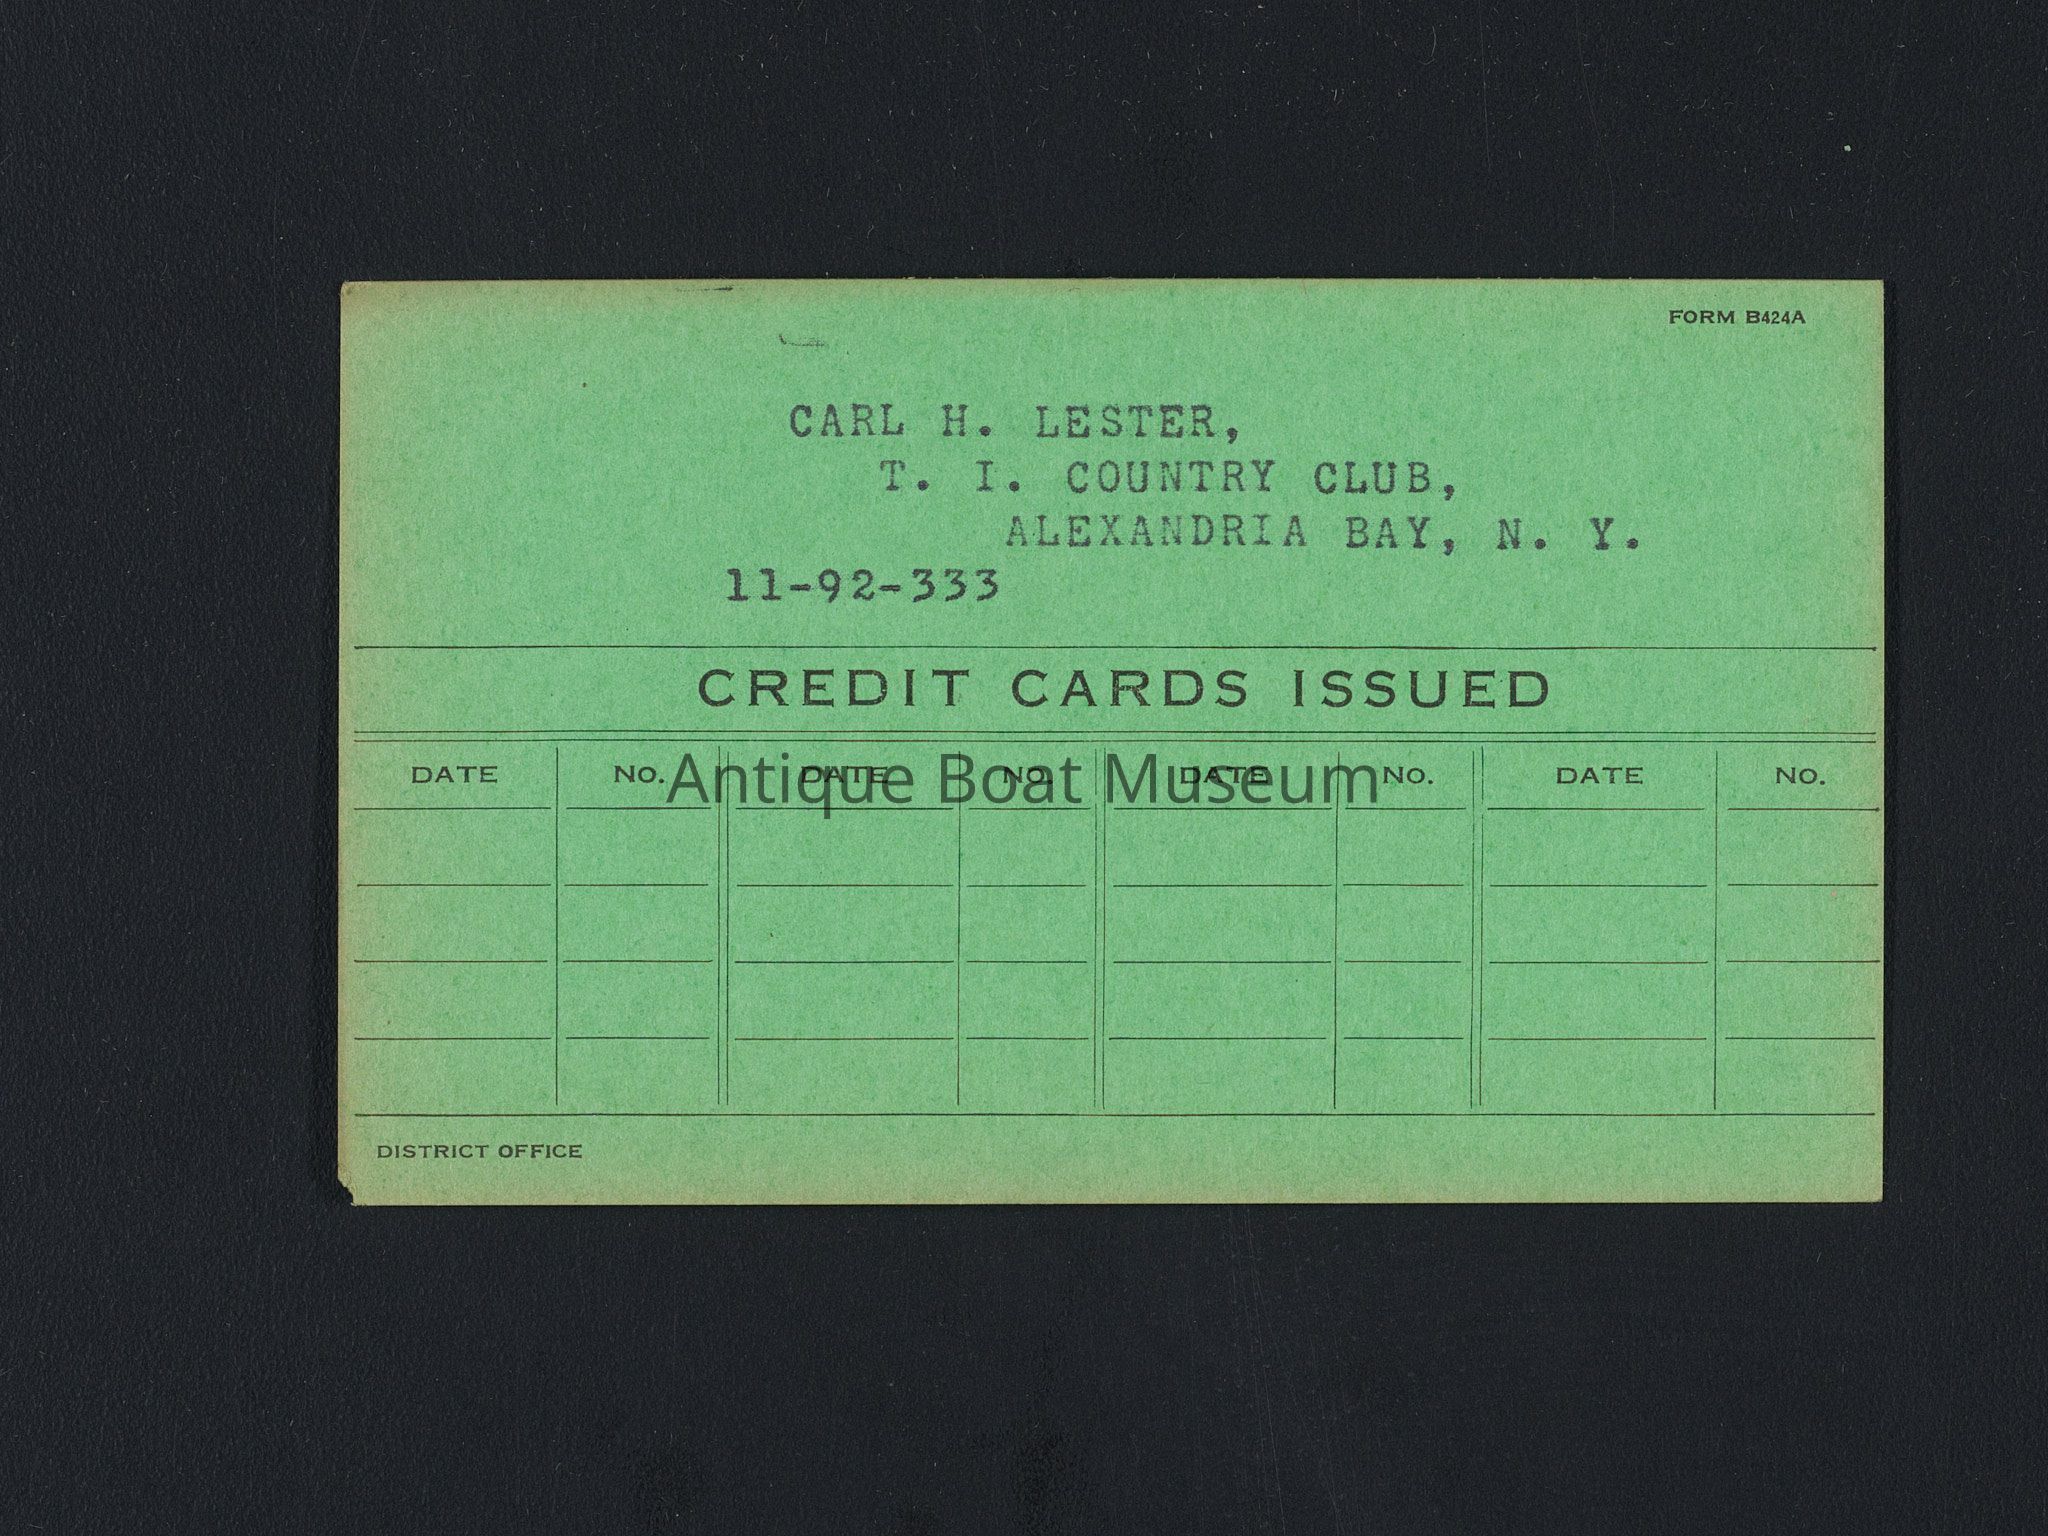 FORM B424A
CARL H. LESTER,
T. I. COUNTRY CLUB,
ALEXANDRIA BAY, N. Y.
11-92-333
CREDIT CARDS ISSUED
DATE NO. DATE NO. DATE NO. DATE NO.
Antique Boat Museum
DISTRICT OFFICE